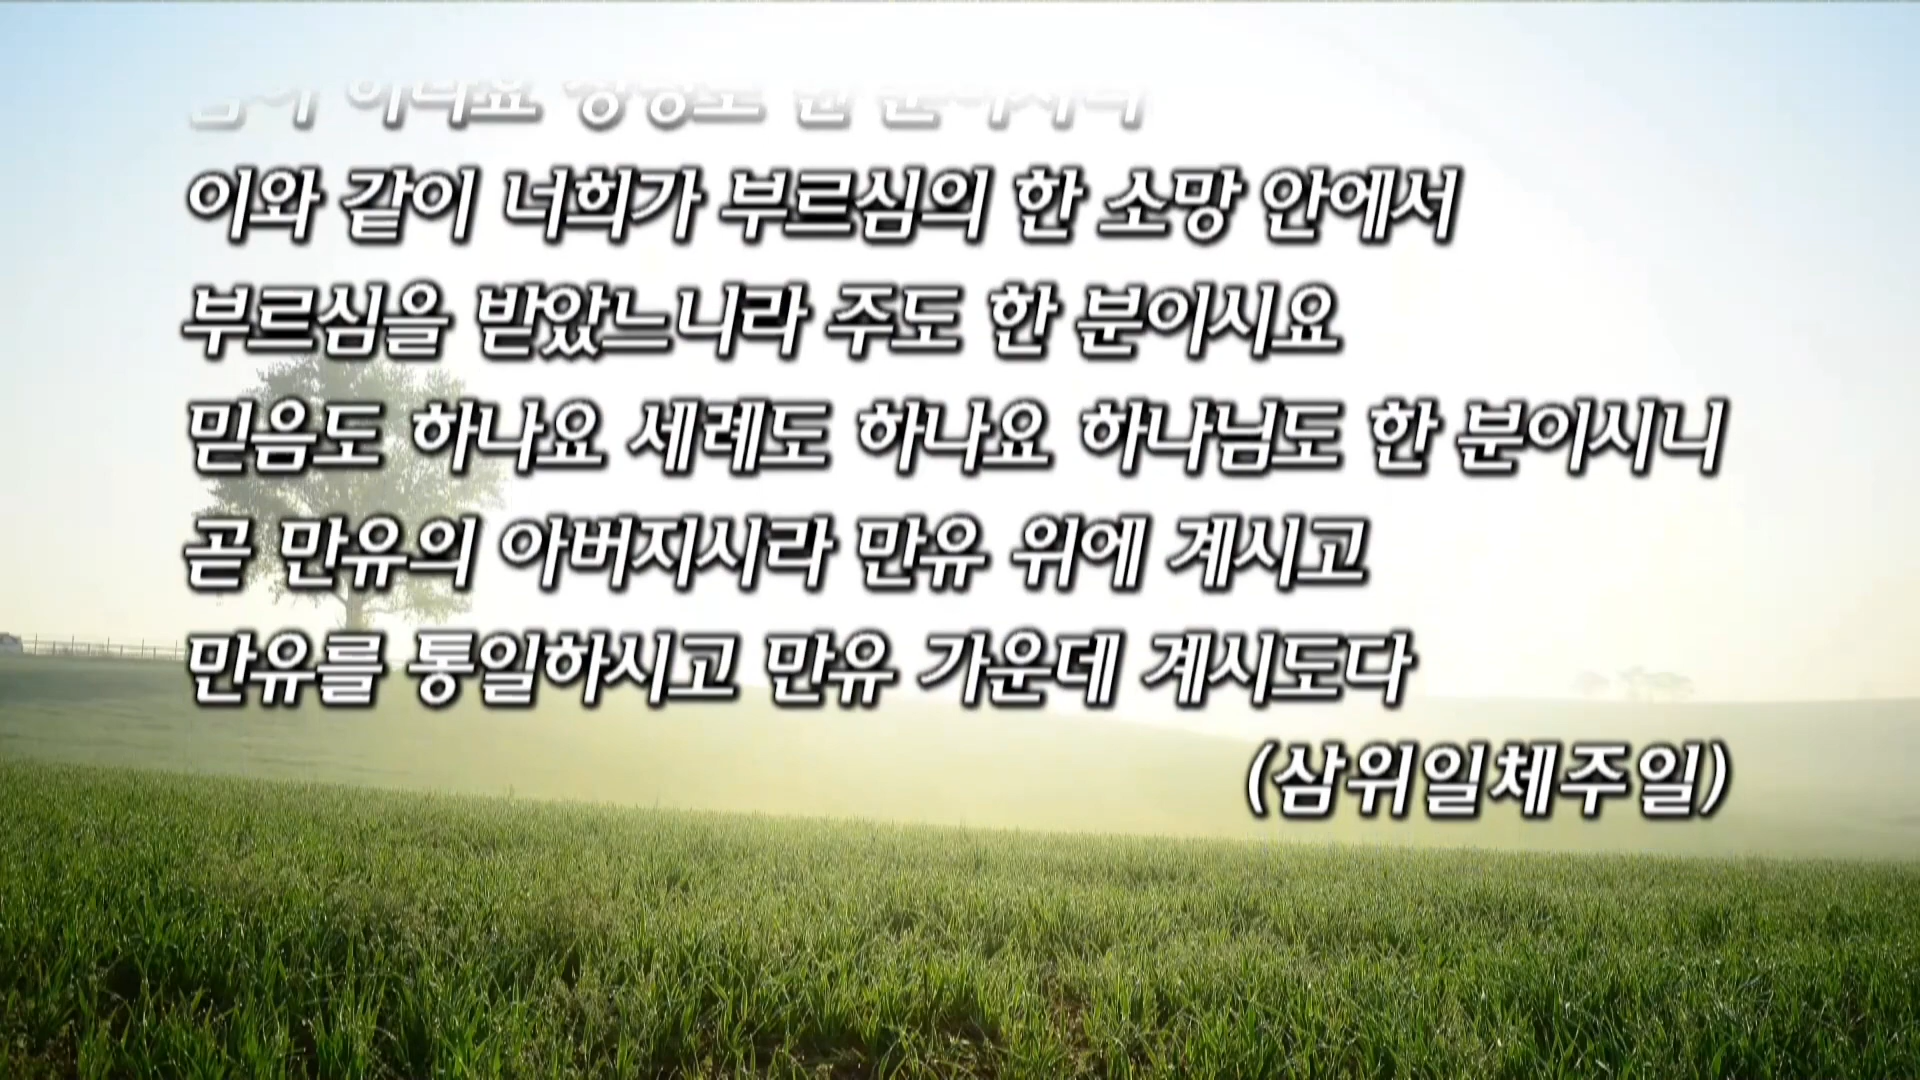 이와 같이 너희가 부르심의 한 소망 안에서
부르심을 받았느니라 주도 한 분이시요
믿음도 하나요 세례도 하나요 하나님도 한 분이시니
곧 만유의 아버지시라 만유 위에 계시고
만유를 통일하시고 만유 가운데 계시도다
(삼위일체주일)